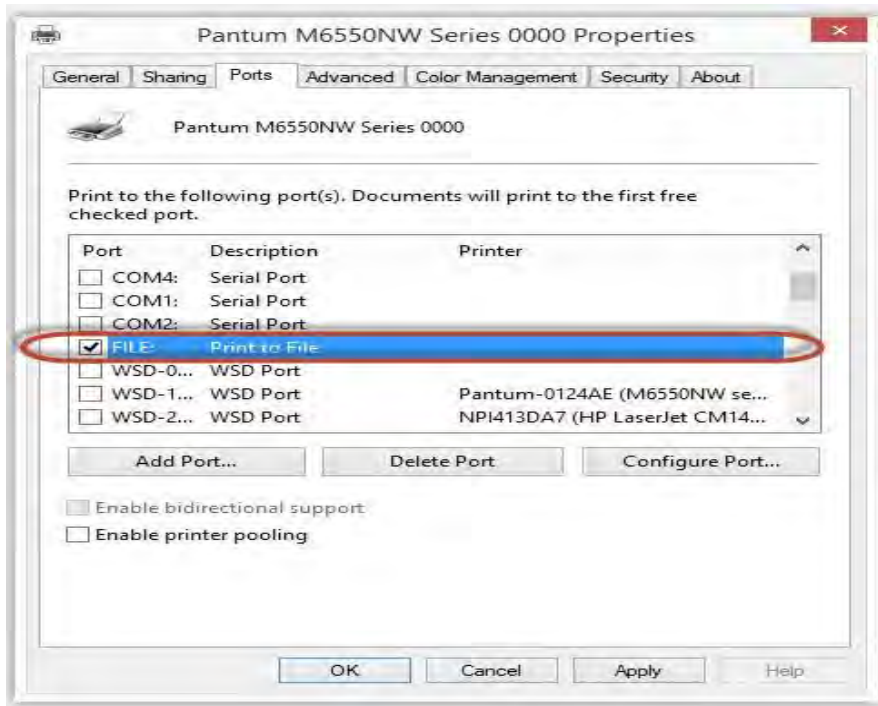 Pantum M6550NW Series 0000 Properties
General Sharing Ports Advanced Color Management Security About
Pantum M6550NW Series 0000
Print to the following port(s). Documents will print to the first free
checked port.
Port Description Printer
COM4: Serial Port
COM1: Serial Port
COM2: Serial Port
FILE: Print to File
WSD-0... WSD Port
WSD-1... WSD Port Pantum-0124AE (M6550NW se...
WSD-2... WSD Port NPI413DA7 (HP LaserJet CM14...
Add Port... Delete Port Configure Port...
Enable bidirectional support
Enable printer pooling
OK Cancel Apply Help